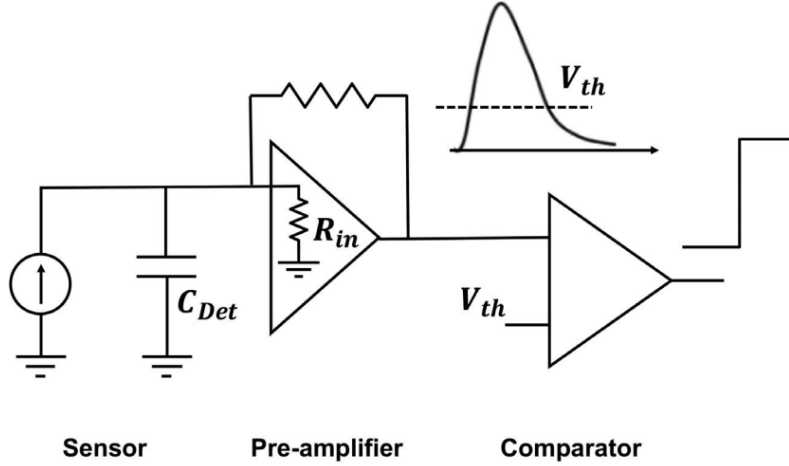 V_th
R_in
C_Det
V_th
Sensor Pre-amplifier Comparator